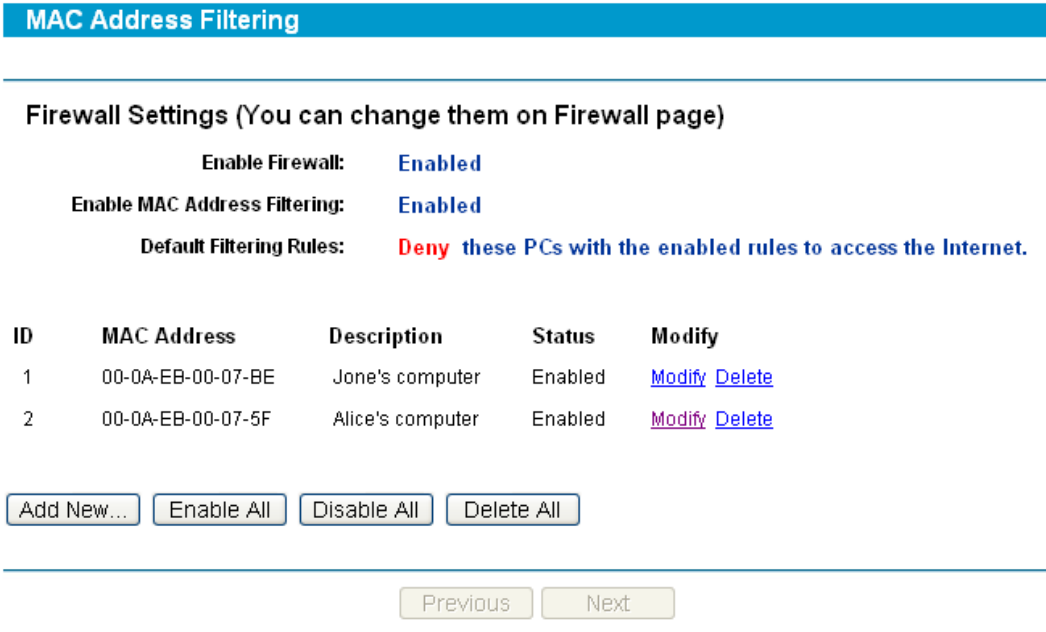 MAC Address Filtering
Firewall Settings (You can change them on Firewall page)
Enable Firewall: Enabled
Enable MAC Address Filtering: Enabled
Default Filtering Rules: Deny these PCs with the enabled rules to access the Internet.
ID MAC Address Description Status Modify
1 00-0A-EB-00-07-BE Jone's computer Enabled Modify Delete
2 00-0A-EB-00-07-5F Alice's computer Enabled Modify Delete
Add New... Enable All Disable All Delete All
Previous Next